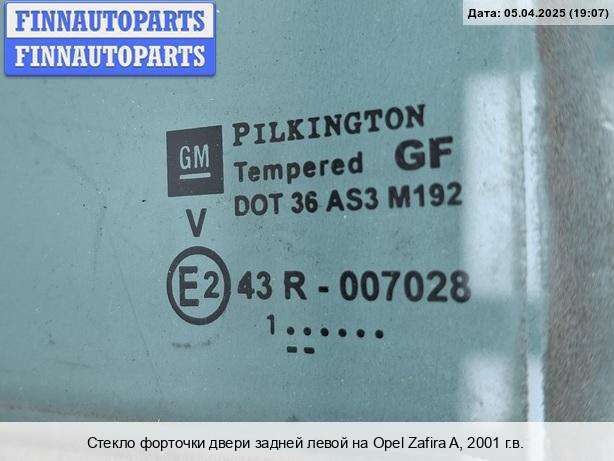 FINNAUTOPARTS
FINNAUTOPARTS
Дата: 05.04.2025 (19:07)
PILKINGTON
GM
Tempered GF
DOT 36 AS3 M192
V
E2 43 R - 007028
1......
--
Стекло форточки двери задней левой на Opel Zafira A, 2001 г.в.